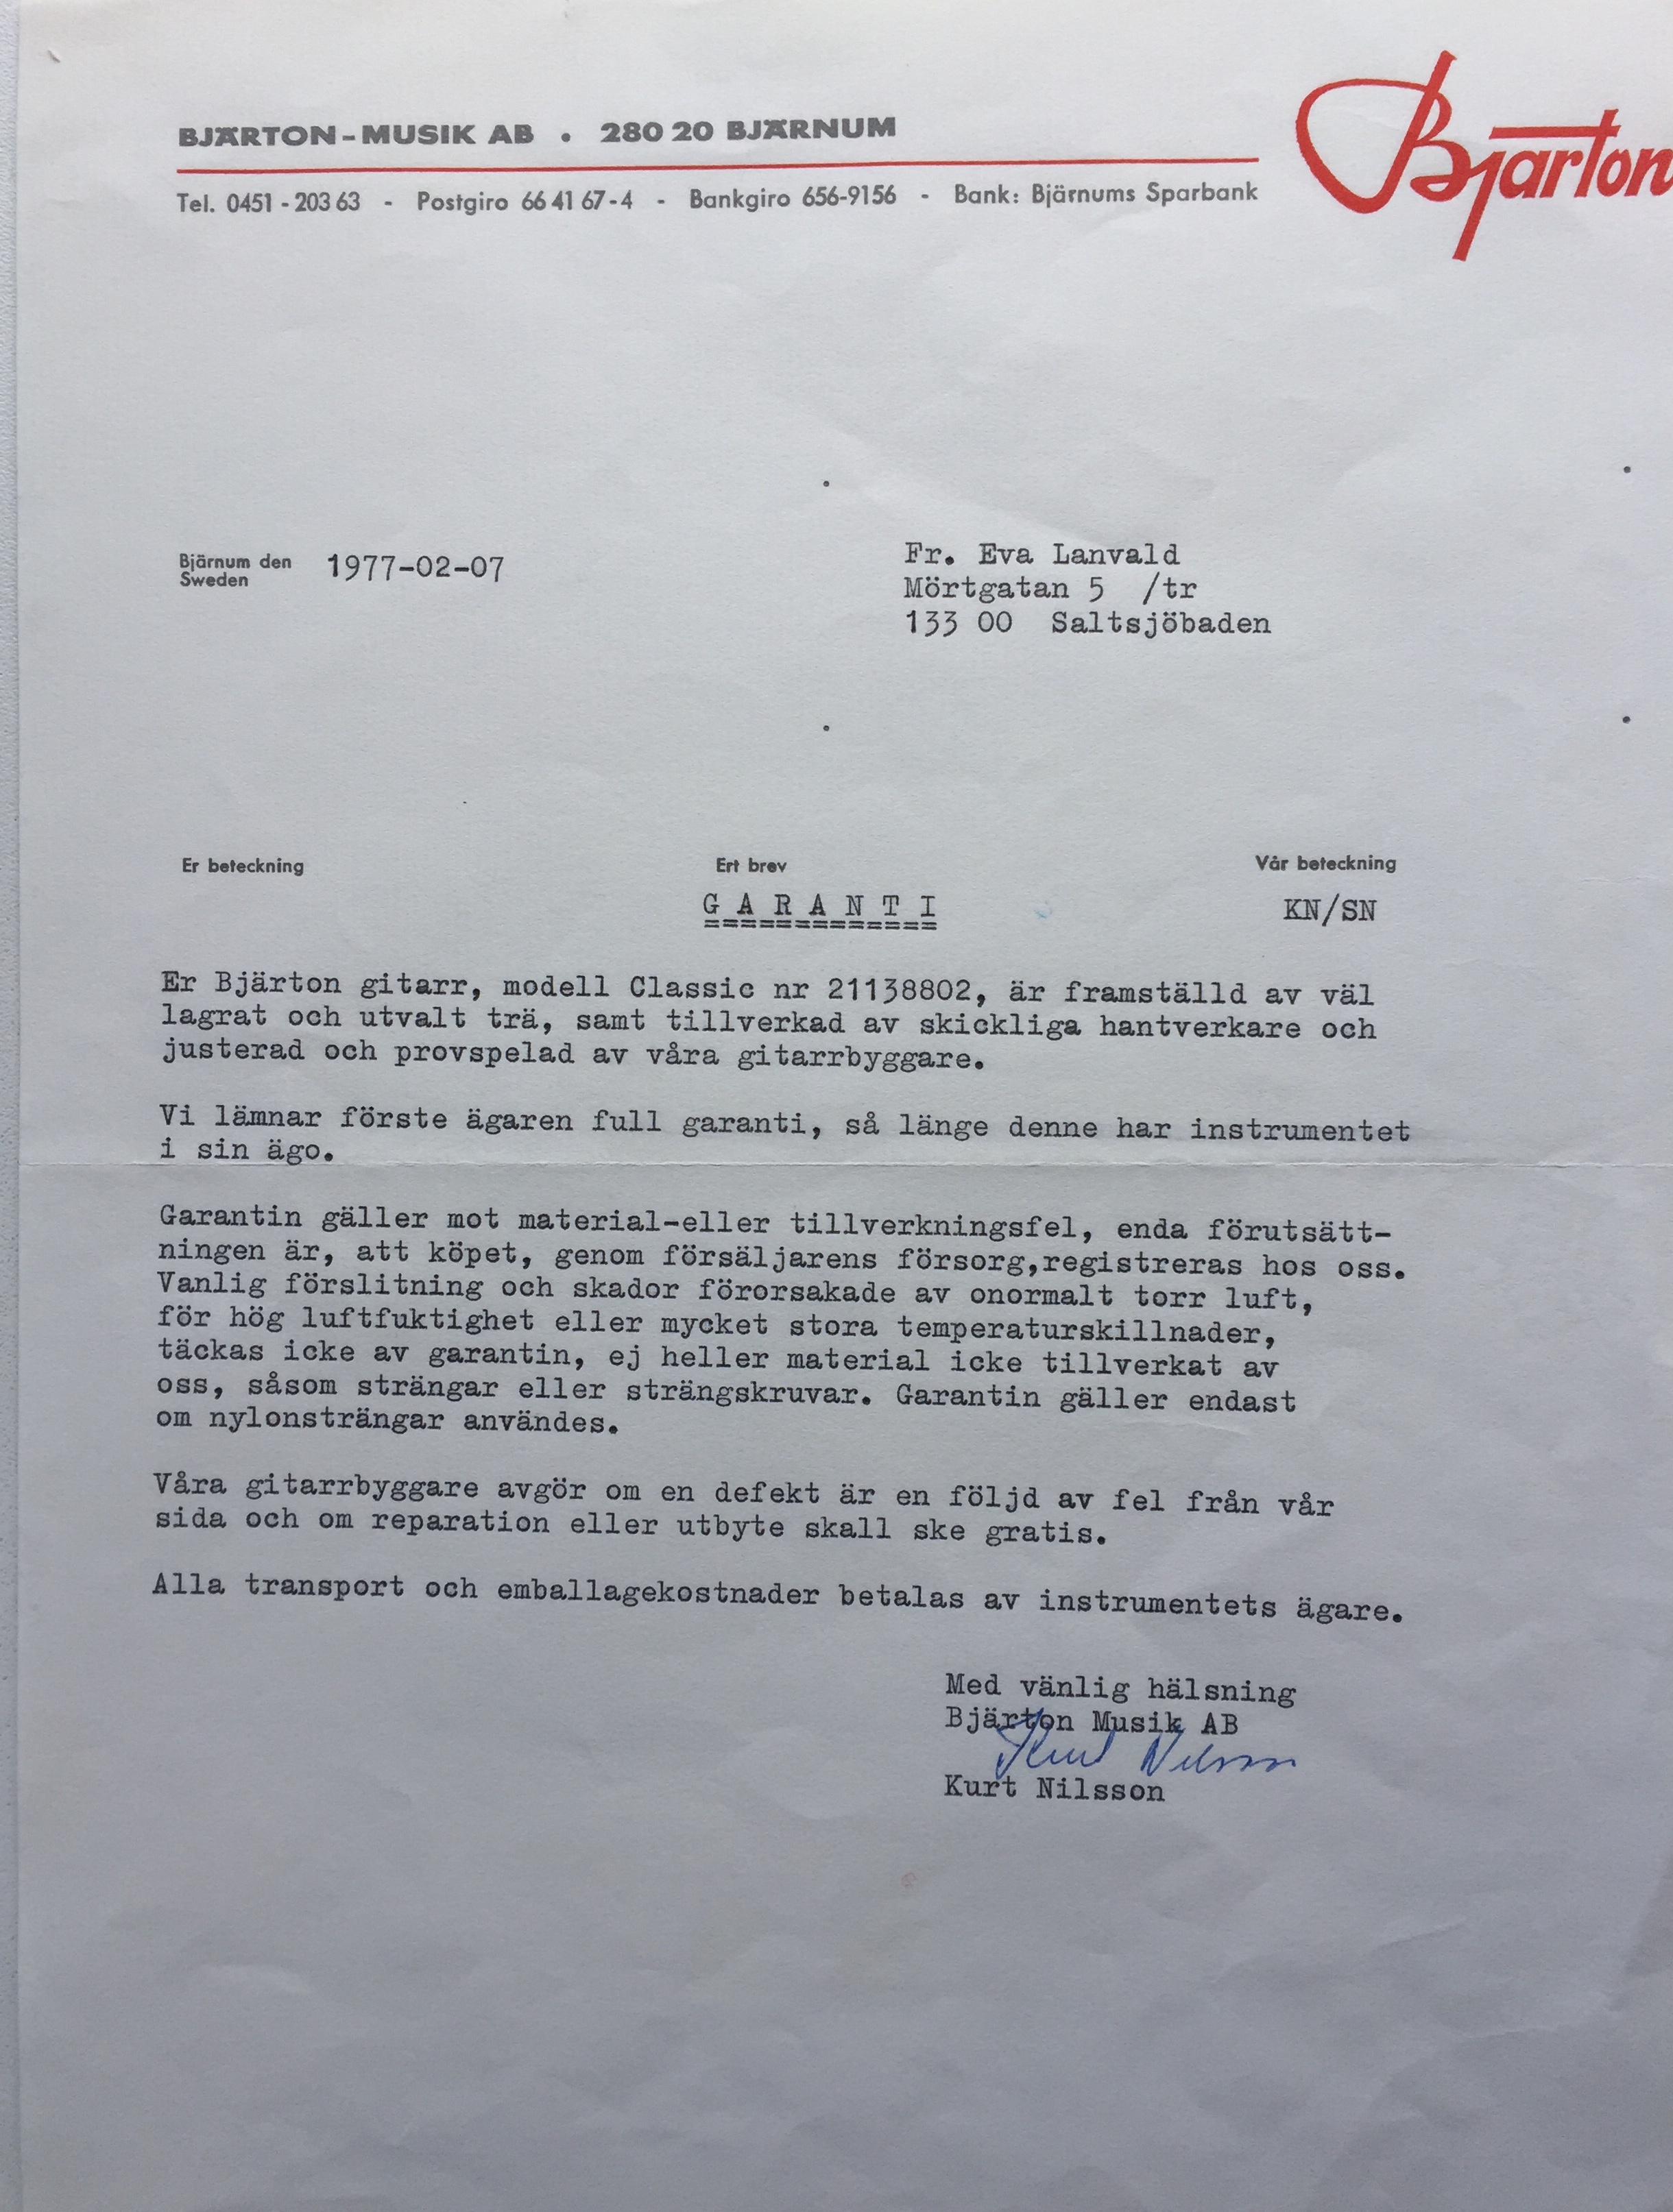 BJÄRTON-MUSIK AB . 280 20 BJÄRNUM
Bjärton
Tel. 0451 - 203 63 - Postgiro 66 41 67 - 4 - Bankgiro 656-9156 - Bank: Bjärnums Sparbank
Bjärnum den
Sweden
1977-02-07
Fr. Eva Lanvald
Mörtgatan 5 /tr
133 00 Saltsjöbaden
Er beteckning
Ert brev
Vår beteckning
G A R A N T I
=============
KN/SN
Er Bjärton gitarr, modell Classic nr 21138802, är framställd av väl
lagrat och utvalt trä, samt tillverkad av skickliga hantverkare och
justerad och provspelad av våra gitarrbyggare.
Vi lämnar förste ägaren full garanti, så länge denne har instrumentet
i sin ägo.
Garantin gäller mot material-eller tillverkningsfel, enda förutsätt-
ningen är, att köpet, genom försäljarens försorg,registreras hos oss.
Vanlig förslitning och skador förorsakade av onormalt torr luft,
för hög luftfuktighet eller mycket stora temperaturskillnader,
täckas icke av garantin, ej heller material icke tillverkat av
oss, såsom strängar eller strängskruvar. Garantin gäller endast
om nylonsträngar användes.
Våra gitarrbyggare avgör om en defekt är en följd av fel från vår
sida och om reparation eller utbyte skall ske gratis.
Alla transport och emballagekostnader betalas av instrumentets ägare.
Med vänlig hälsning
Bjärton Musik AB
Kurt Nilsson
Kurt Nilsson